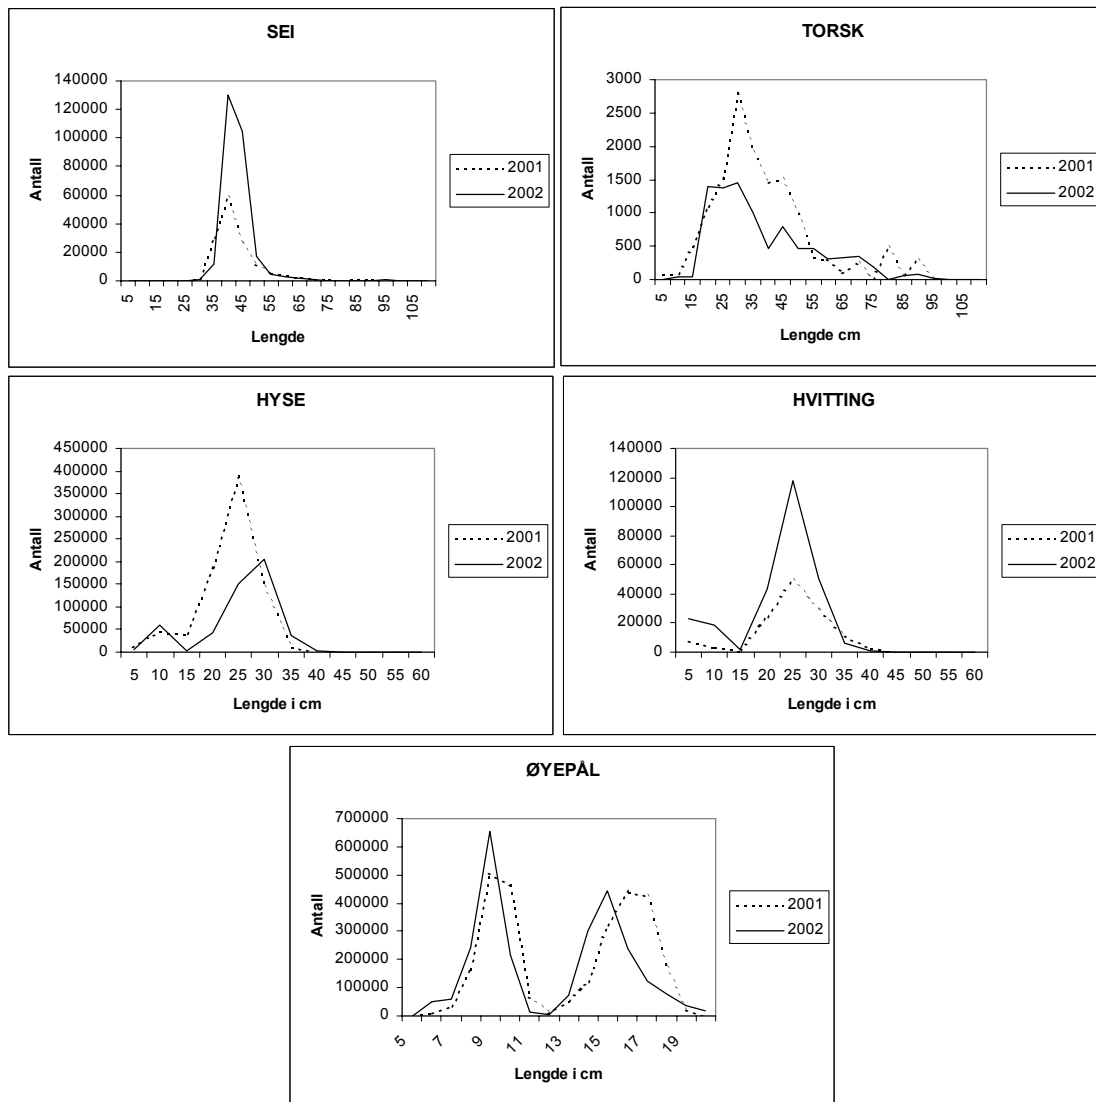 SEI
140000
120000
100000
80000
60000
40000
20000
0
Antall
5 15 25 35 45 55 65 75 85 95 105
Lengde
2001
2002
TORSK
3000
2500
2000
1500
1000
500
0
Antall
5 15 25 35 45 55 65 75 85 95 105
Lengde cm
2001
2002
HYSE
450000
400000
350000
300000
250000
200000
150000
100000
50000
0
Antall
5 10 15 20 25 30 35 40 45 50 55 60
Lengde i cm
2001
2002
HVITTING
140000
120000
100000
80000
60000
40000
20000
0
Antall
5 10 15 20 25 30 35 40 45 50 55 60
Lengde i cm
2001
2002
ØYEPÅL
700000
600000
500000
400000
300000
200000
100000
0
Antall
5 7 9 11 13 15 17 19
Lengde i cm
2001
2002